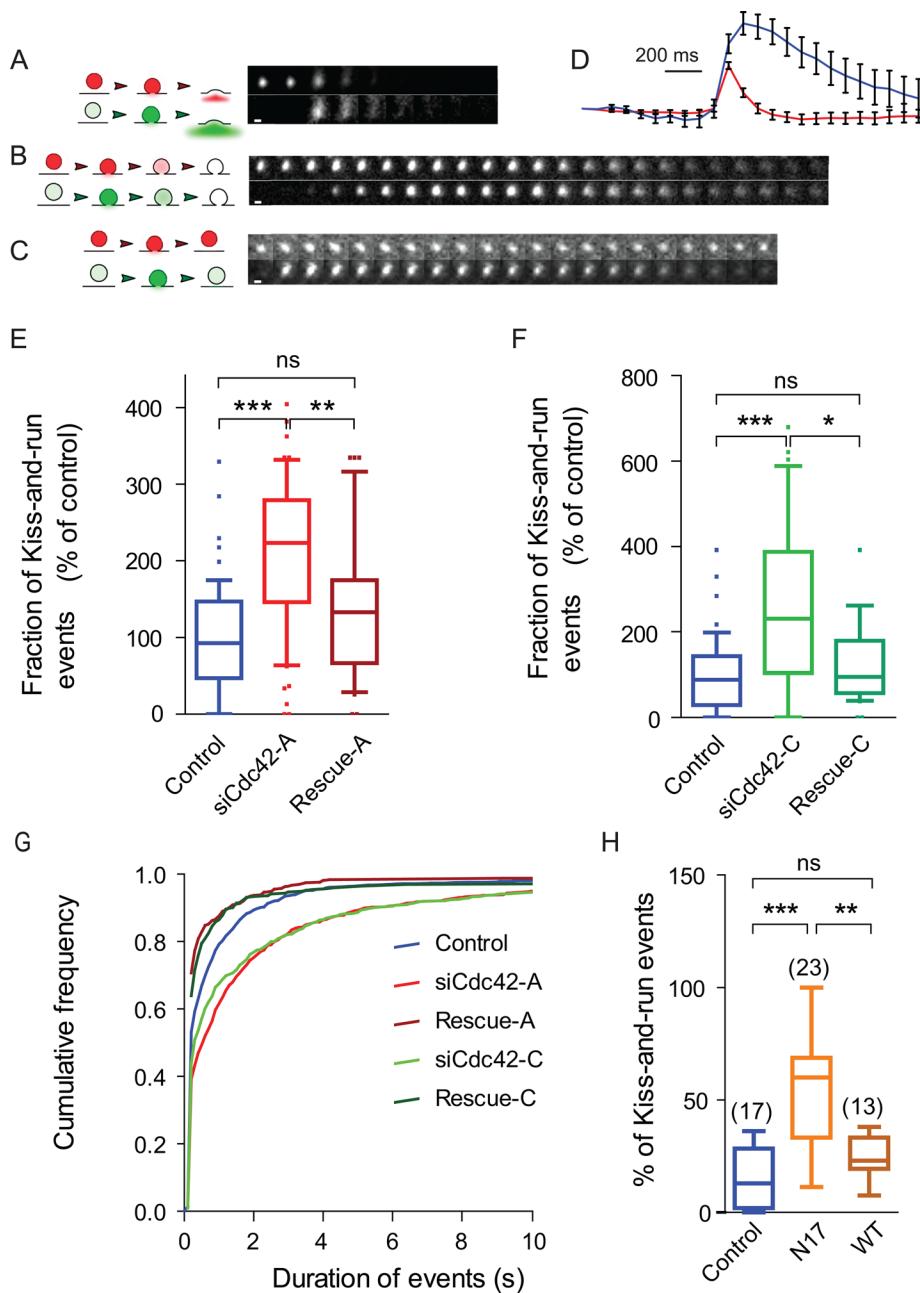 A
D
200 ms
B
C
E
ns
*** **
Fraction of Kiss-and-run
events (% of control)
400
300
200
100
0
Control
siCdc42-A
Rescue-A
F
ns
*** *
Fraction of Kiss-and-run
events (% of control)
800
600
400
200
0
Control
siCdc42-C
Rescue-C
G
Cumulative frequency
1.0
0.8
0.6
0.4
0.2
0.0
0 2 4 6 8 10
Duration of events (s)
Control
siCdc42-A
Rescue-A
siCdc42-C
Rescue-C
H
ns
*** **
% of Kiss-and-run events
150
100
50
0
(17)
(23)
(13)
Control
N17
WT